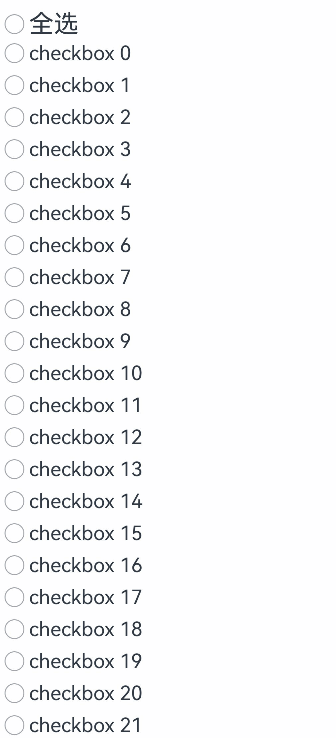 全选
checkbox 0
checkbox 1
checkbox 2
checkbox 3
checkbox 4
checkbox 5
checkbox 6
checkbox 7
checkbox 8
checkbox 9
checkbox 10
checkbox 11
checkbox 12
checkbox 13
checkbox 14
checkbox 15
checkbox 16
checkbox 17
checkbox 18
checkbox 19
checkbox 20
checkbox 21